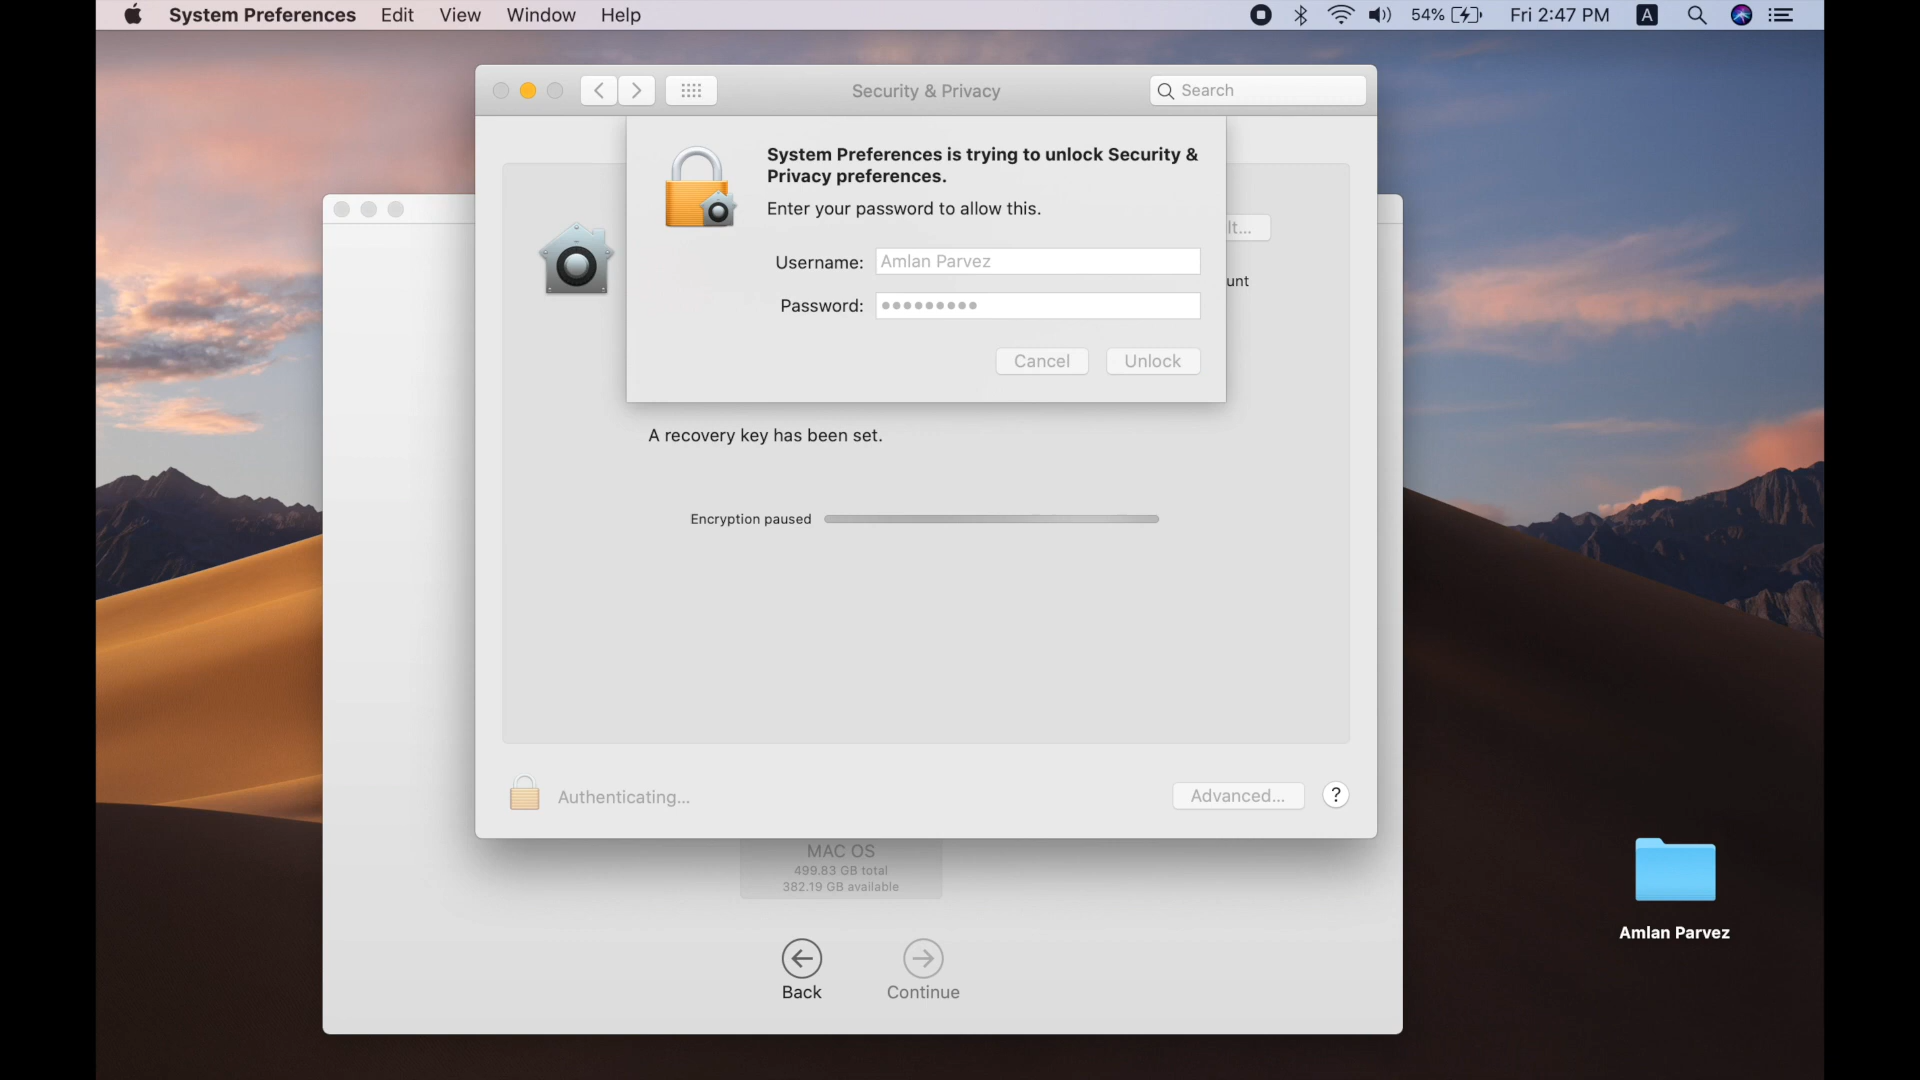 System Preferences Edit View Window Help 54% Fri 2:47 PM A
Security & Privacy Search
System Preferences is trying to unlock Security &
Privacy preferences.
Enter your password to allow this.
lt...
Username: Amlan Parvez
unt
Password:
Cancel Unlock
A recovery key has been set.
Encryption paused
Authenticating... Advanced... ?
MAC OS
499.83 GB total
382.19 GB available
Amlan Parvez
Back Continue